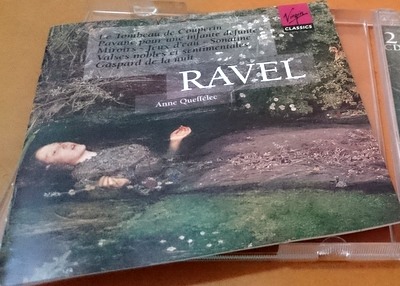 Le Tombeau de Couperin
Pavane pour une infante défunte
Miroirs - Jeux d'eau - Sonatine
Valses nobles et sentimentales
Gaspard de la nuit
Virgin
CLASSICS
RAVEL
Anne Queffélec
2